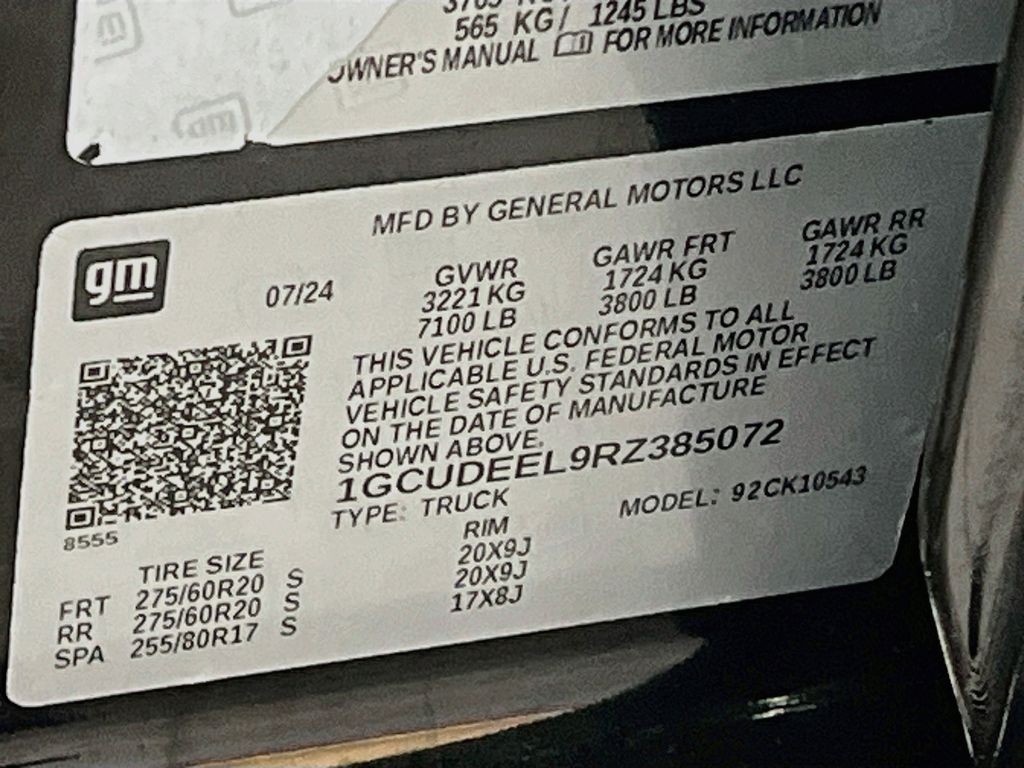 565 KG / 1245 LBS
OWNER'S MANUAL FOR MORE INFORMATION
gm
MFD BY GENERAL MOTORS LLC
gm
07/24
GVWR GAWR FRT GAWR RR
3221 KG 1724 KG 1724 KG
7100 LB 3800 LB 3800 LB
THIS VEHICLE CONFORMS TO ALL
APPLICABLE U.S. FEDERAL MOTOR
VEHICLE SAFETY STANDARDS IN EFFECT
ON THE DATE OF MANUFACTURE
SHOWN ABOVE.
1GCUDEEL9RZ385072
TYPE: TRUCK MODEL: 92CK10543
8555
TIRE SIZE RIM
FRT 275/60R20 S 20X9J
RR 275/60R20 S 20X9J
SPA 255/80R17 S 17X8J